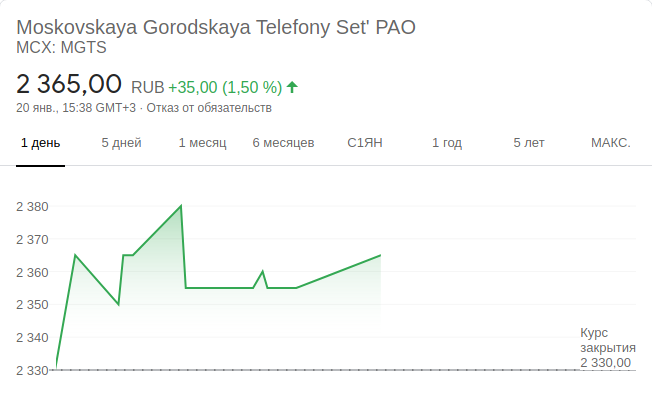 Moskovskaya Gorodskaya Telefony Set' PAO
MCX: MGTS
2 365,00 RUB +35,00 (1,50 %)
20 янв., 15:38 GMT+3 · Отказ от обязательств
1 день 5 дней 1 месяц 6 месяцев С1ЯН 1 год 5 лет МАКС.
2 380
2 370
2 360
2 350
2 340
2 330
Курс
закрытия
2 330,00